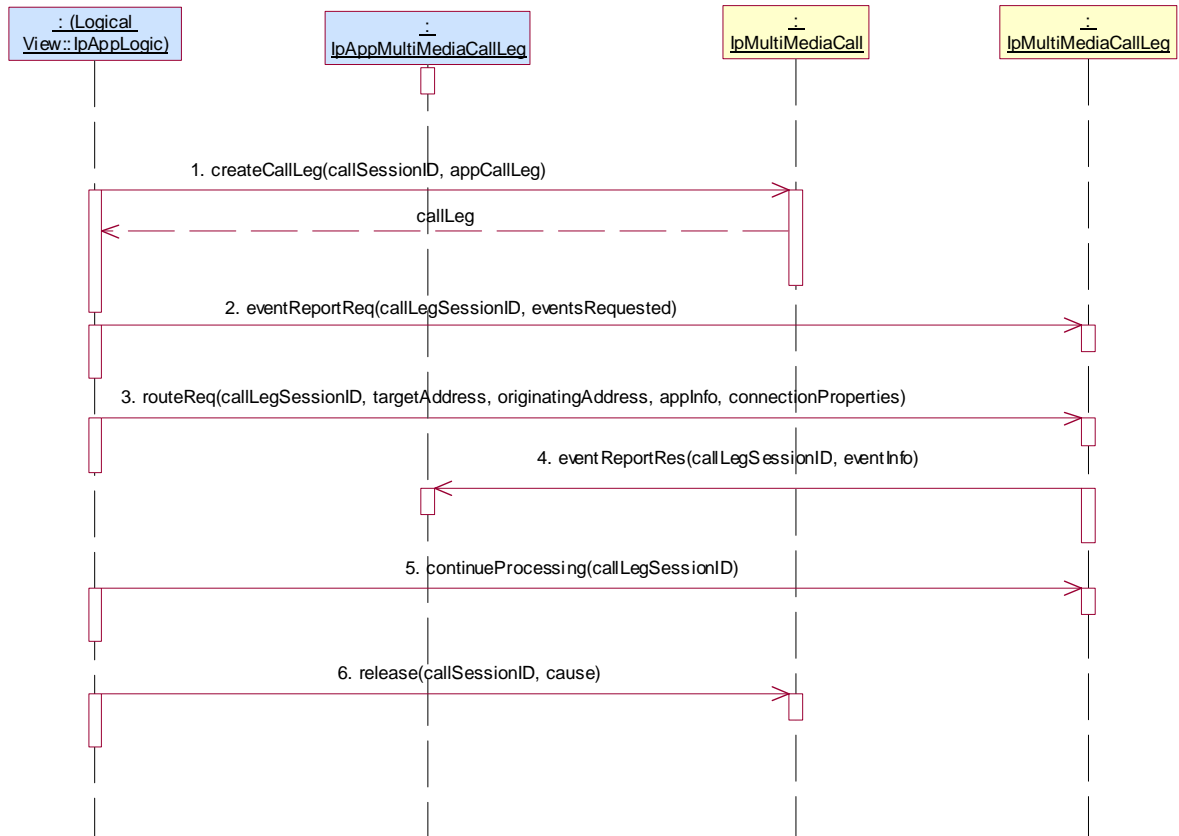 : (Logical
View::IpAppLogic)
:
IpAppMultiMediaCallLeg
:
IpMultiMediaCall
:
IpMultiMediaCallLeg
1. createCallLeg(callSessionID, appCallLeg)
callLeg
2. eventReportReq(callLegSessionID, eventsRequested)
3. routeReq(callLegSessionID, targetAddress, originatingAddress, appInfo, connectionProperties)
4. eventReportRes(callLegSessionID, eventInfo)
5. continueProcessing(callLegSessionID)
6. release(callSessionID, cause)